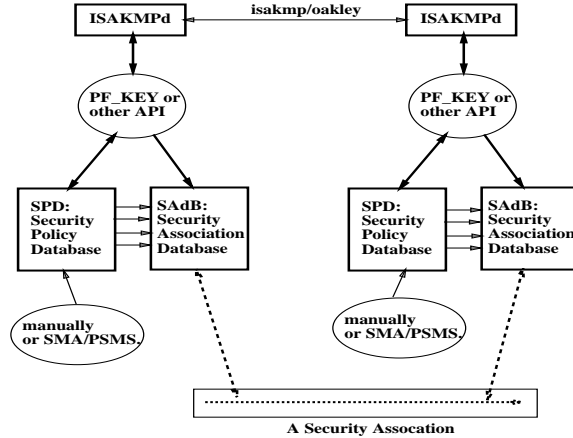 ISAKMPd
isakmp/oakley
ISAKMPd
PF_KEY or
other API
PF_KEY or
other API
SPD:
Security
Policy
Database
SAdB:
Security
Association
Database
SPD:
Security
Policy
Database
SAdB:
Security
Association
Database
manually
or SMA/PSMS.
manually
or SMA/PSMS.
A Security Assocation